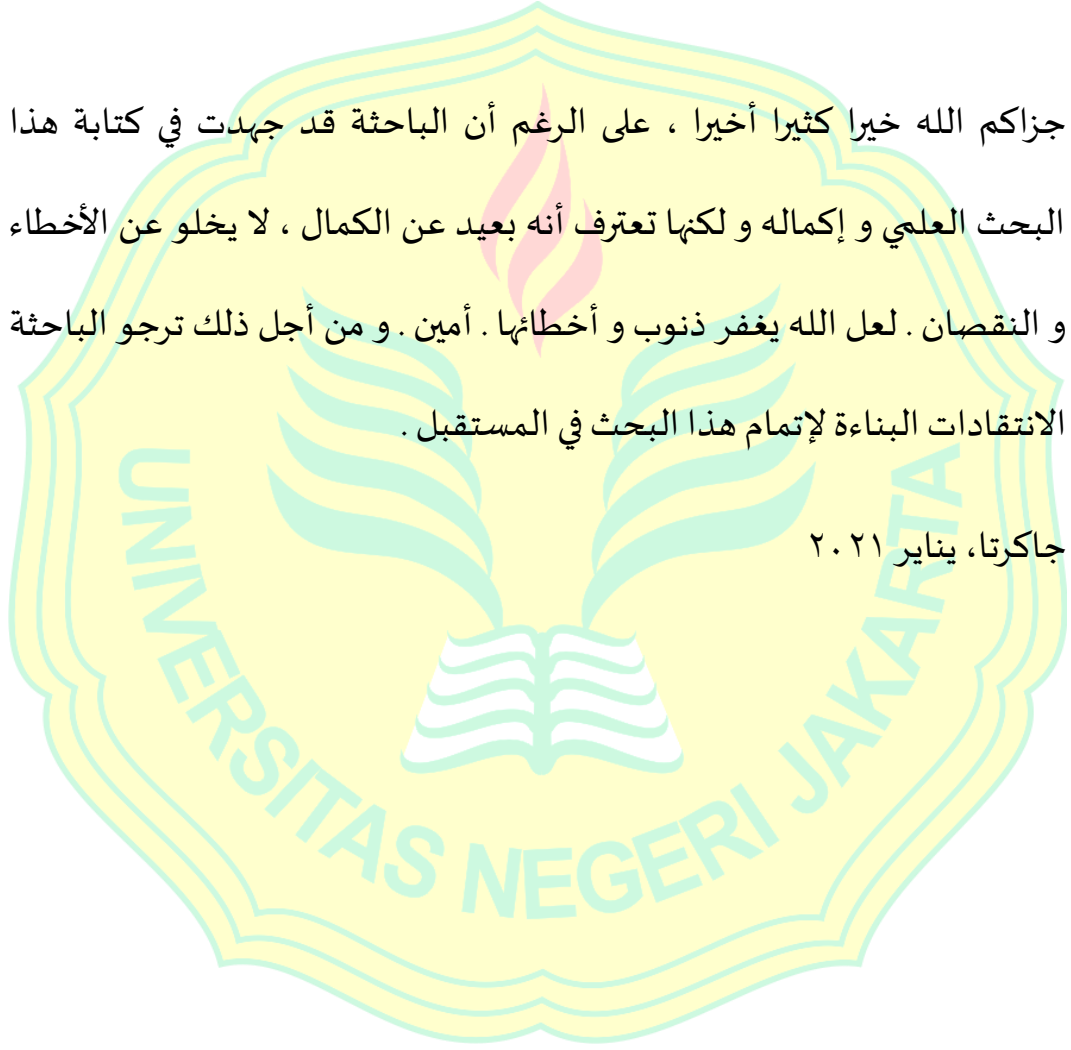 جزاكم الله خيرا كثيرا أخيرا ، على الرغم أن الباحثة قد جهدت في كتابة هذا
البحث العلمي و إكماله و لكنها تعترف أنه بعيد عن الكمال ، لا يخلو عن الأخطاء
و النقصان . لعل الله يغفر ذنوب و أخطائها . أمين . و من أجل ذلك ترجو الباحثة
الانتقادات البناءة لإتمام هذا البحث في المستقبل .
جاكرتا، يناير ٢٠٢١
UNIVERSITAS NEGERI JAKARTA